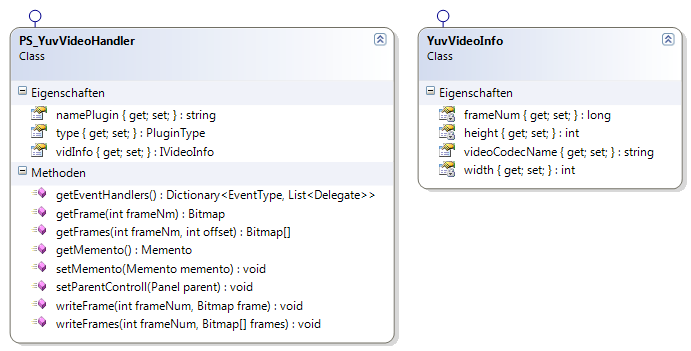 PS_YuvVideoHandler
Class
Eigenschaften
namePlugin { get; set; } : string
type { get; set; } : PluginType
vidInfo { get; set; } : IVideoInfo
Methoden
getEventHandlers() : Dictionary<EventType, List<Delegate>>
getFrame(int frameNm) : Bitmap
getFrames(int frameNm, int offset) : Bitmap[]
getMemento() : Memento
setMemento(Memento memento) : void
setParentControll(Panel parent) : void
writeFrame(int frameNum, Bitmap frame) : void
writeFrames(int frameNum, Bitmap[] frames) : void
YuvVideoInfo
Class
Eigenschaften
frameNum { get; set; } : long
height { get; set; } : int
videoCodecName { get; set; } : string
width { get; set; } : int